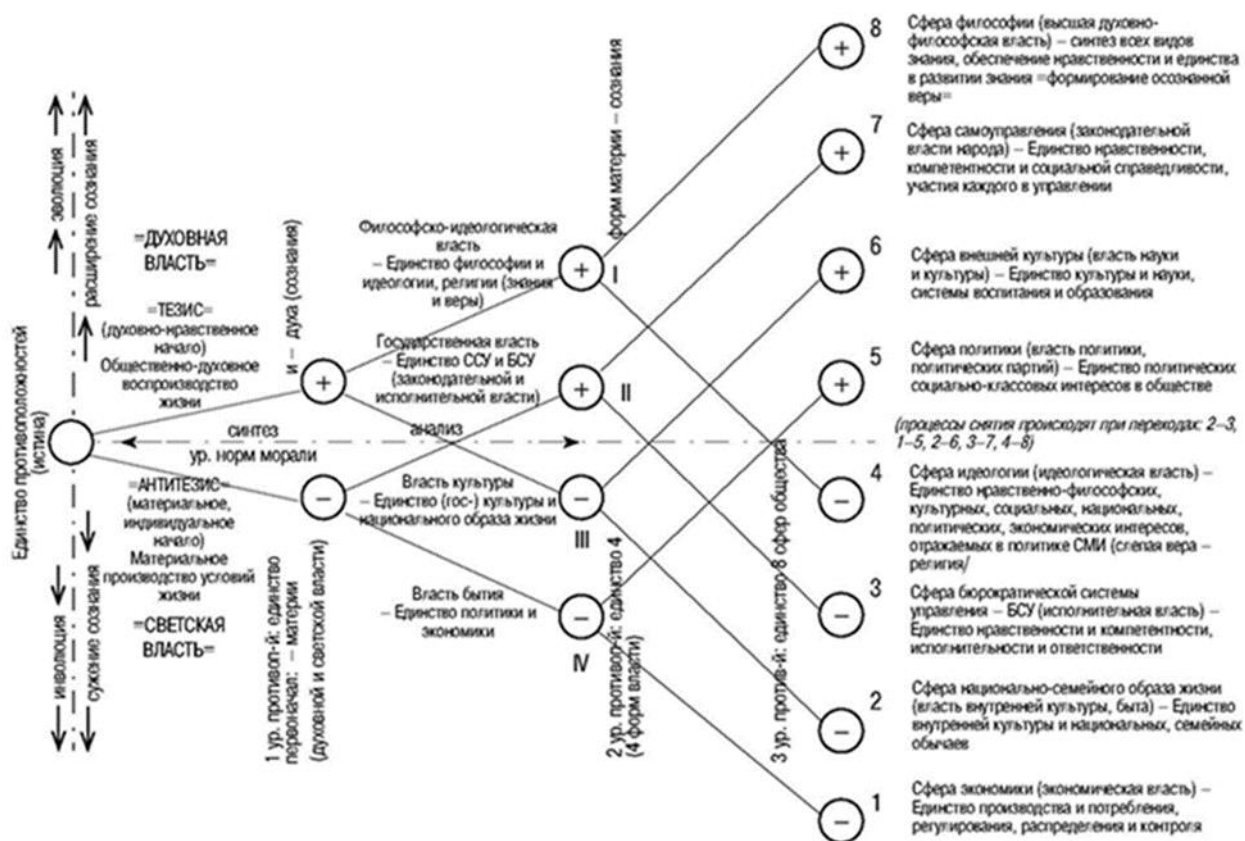 Единство противоположностей
(истина)
эволюция
расширение сознания
инволюция
сужение сознания
=ДУХОВНАЯ
ВЛАСТЬ=
=ТЕЗИС=
(духовно-нравственное
начало)
Общественно-духовное
воспроизводство
жизни
синтез
анализ
ур. норм морали
=АНТИТЕЗИС=
(материальное,
индивидуальное
начало)
Материальное
производство условий
жизни
=СВЕТСКАЯ
ВЛАСТЬ=
1 ур. противоп-й: единство
первоначал: – материи
и – духа (сознания)
(духовной и светской власти)
+
–
Философско-идеологическая
власть
– Единство философии и
идеологии, религии (знания
и веры)
+
I
Государственная власть
– Единство ССУ и БСУ
(законодательной и
исполнительной власти)
+
II
Власть культуры
– Единство (гос-) культуры и
национального образа жизни
–
III
Власть бытия
– Единство политики и
экономики
–
IV
2 ур. противор-й: единство 4
форм материи – сознания
(4 форм власти)
3 ур. против-й: единство 8 сфер общества
+
8
Сфера философии (высшая духовно-
философская власть) – синтез всех видов
знания, обеспечение нравственности и единства
в развитии знания =формирование осознанной
веры=
+
7
Сфера самоуправления (законодательной
власти народа) – Единство нравственности,
компетентности и социальной справедливости,
участия каждого в управлении
+
6
Сфера внешней культуры (власть науки
и культуры) – Единство культуры и науки,
системы воспитания и образования
+
5
Сфера политики (власть политики,
политических партий) – Единство политических
социально-классовых интересов в обществе
(процессы снятия происходят при переходах: 2–3,
1–5, 2–6, 3–7, 4–8)
–
4
Сфера идеологии (идеологическая власть) –
Единство нравственно-философских,
культурных, социальных, национальных,
политических, экономических интересов,
отражаемых в политике СМИ (слепая вера –
религия/
–
3
Сфера бюрократической системы
управления – БСУ (исполнительная власть) –
Единство нравственности и компетентности,
исполнительности и ответственности
–
2
Сфера национально-семейного образа жизни
(власть внутренней культуры, быта) – Единство
внутренней культуры и национальных, семейных
обычаев
–
1
Сфера экономики (экономическая власть) –
Единство производства и потребления,
регулирования, распределения и контроля